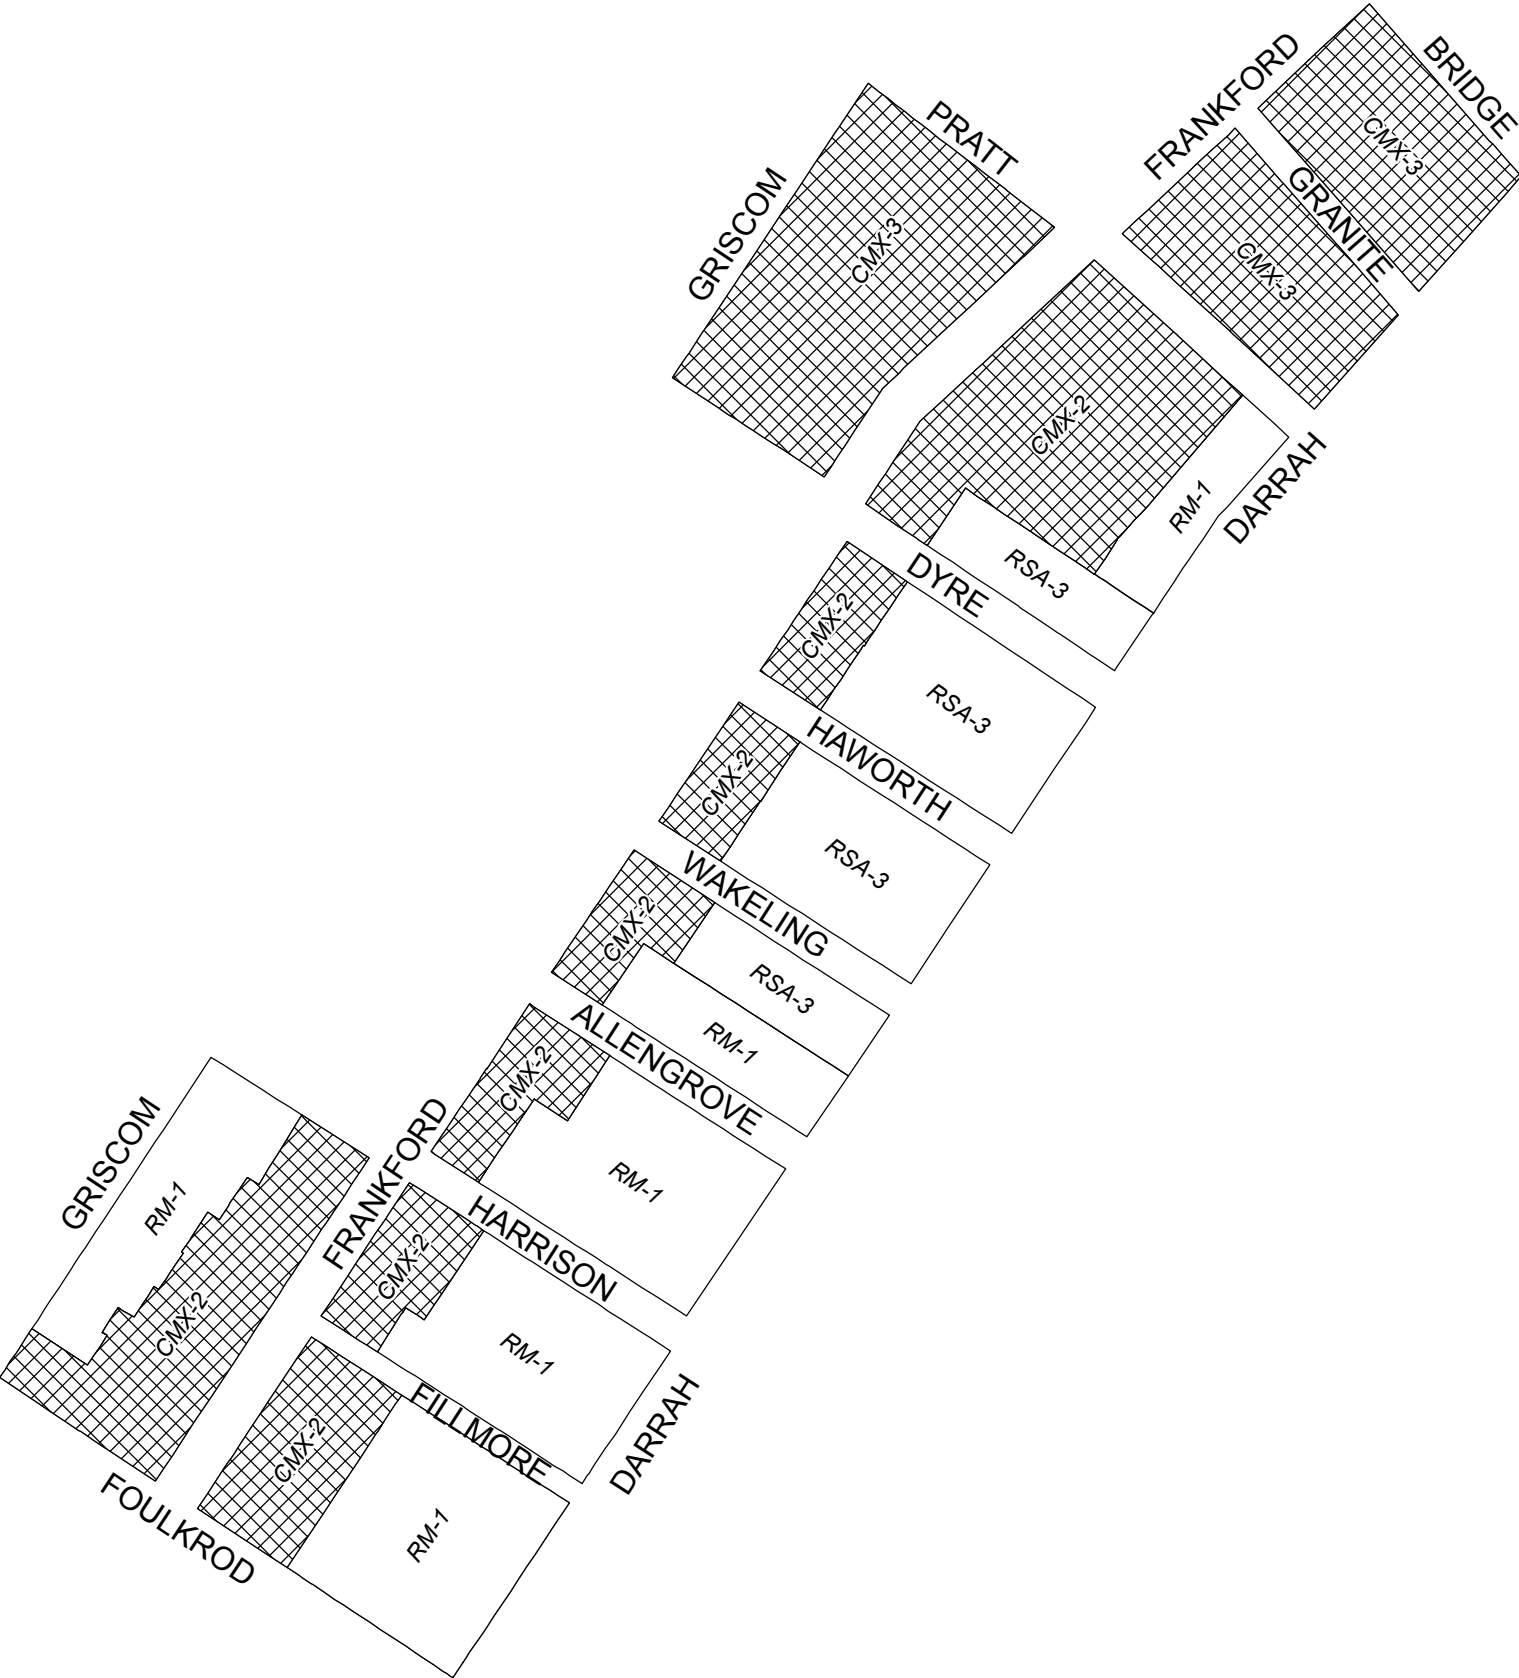 BRIDGE
FRANKFORD
CMX-3
PRATT
GRANITE
GRISCOM
CMX-3
CMX-3
CMX-2
DARRAH
RM-1
RSA-3
DYRE
CMX-2
RSA-3
HAWORTH
CMX-2
RSA-3
WAKELING
CMX-2
RSA-3
RM-1
ALLENGROVE
CMX-2
RM-1
FRANKFORD
GRISCOM
RM-1
HARRISON
CMX-2
CMX-2
RM-1
FILLMORE
DARRAH
CMX-2
RM-1
FOULKROD